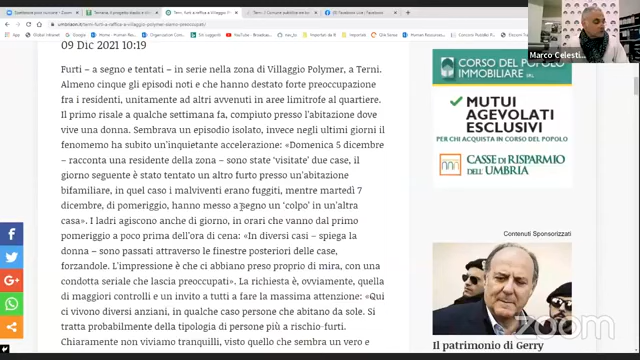 umbriaon.it/terni-furti-a-raffica-a-villaggio-polymer-siamo-preoccupati/
09 Dic 2021 10:19
Furti – a segno e tentati – in serie nella zona di Villaggio Polymer, a Terni.
Almeno cinque gli episodi noti e che hanno destato forte preoccupazione
fra i residenti, unitamente ad altri avvenuti in aree limitrofe al quartiere.
Il primo risale a qualche settimana fa, compiuto presso l'abitazione dove
vive una donna. Sembrava un episodio isolato, invece negli ultimi giorni il
fenomeno ha subito un'inquietante accelerazione: «Domenica 5 dicembre
– racconta una residente della zona – sono state 'visitate' due case, il
giorno seguente è stato tentato un altro furto presso un'abitazione
bifamiliare, in quel caso i malviventi erano fuggiti, mentre martedì 7
dicembre, di pomeriggio, hanno messo a segno un 'colpo' in un'altra
casa». I ladri agiscono anche di giorno, in orari che vanno dal primo
pomeriggio a poco prima dell'ora di cena: «In diversi casi – spiega la
donna – sono passati attraverso le finestre posteriori delle case,
forzandole. L'impressione è che ci abbiano preso proprio di mira, con una
condotta seriale che lascia preoccupati». La richiesta è, ovviamente, quella
di maggiori controlli e un invito a tutti a fare la massima attenzione: «Qui
ci vivono diversi anziani, in qualche caso persone che abitano da sole. Si
tratta probabilmente della tipologia di persone più a rischio-furti.
Chiaramente non viviamo tranquilli, visto quello che sembra un vero e
CORSO DEL POPOLO
IMMOBILIARE
MUTUI
AGEVOLATI
ESCLUSIVI
PER CHI ACQUISTA IN CORSO DEL POPOLO
CASSE DI RISPARMIO
DELL'UMBRIA
Contenuti Sponsorizzati
Il patrimonio di Gerry
Marco Celesti...
zoom